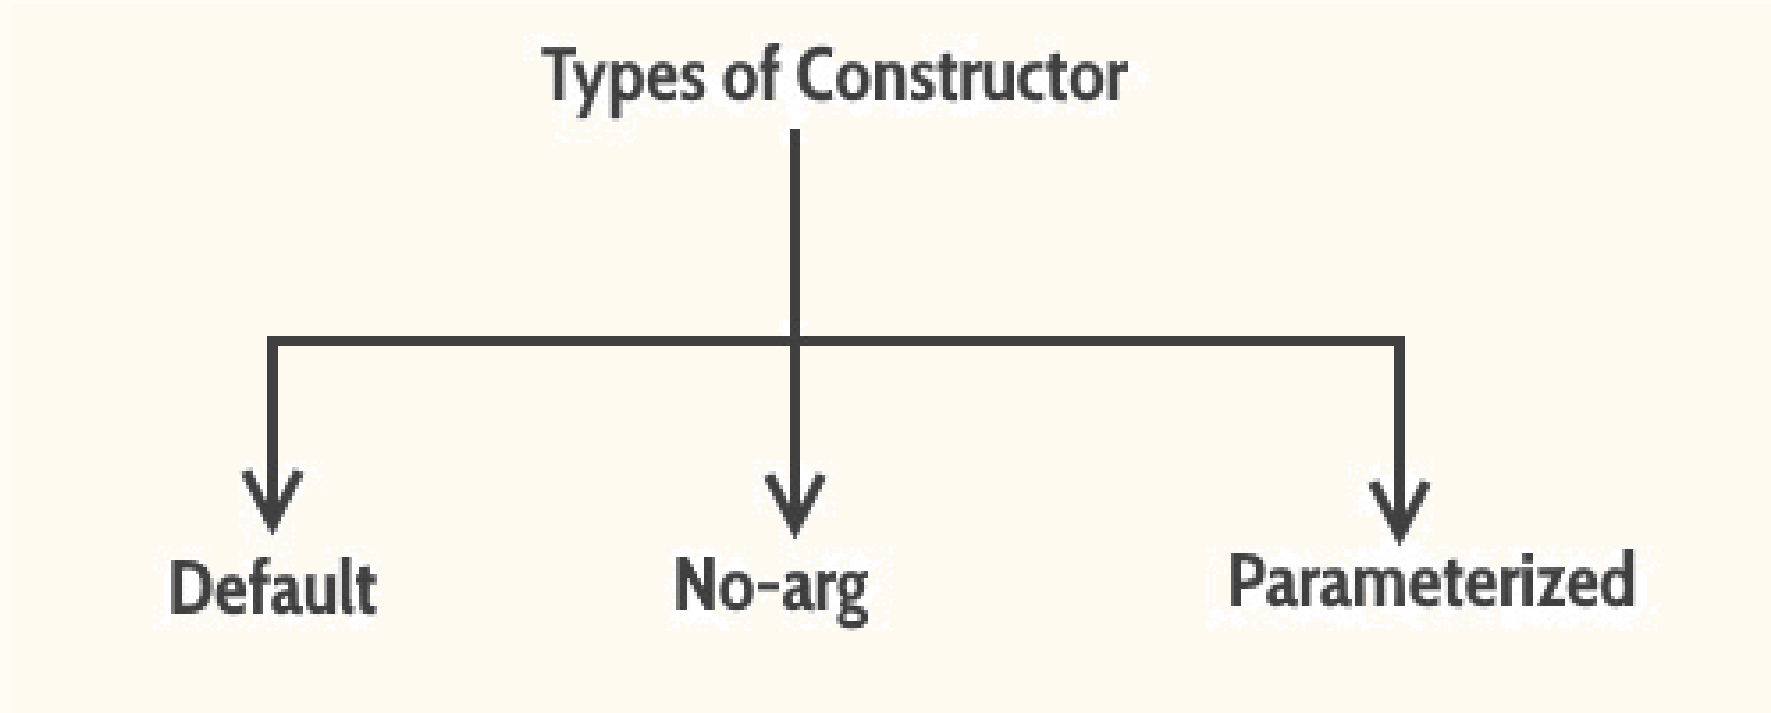 Types of Constructor
Default
No-arg
Parameterized